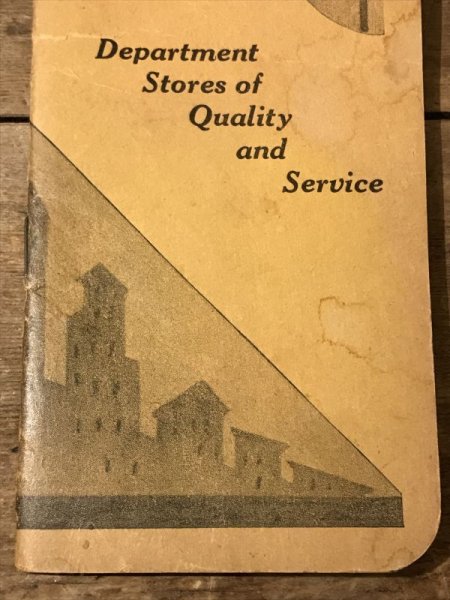 Department
Stores of
Quality
and
Service